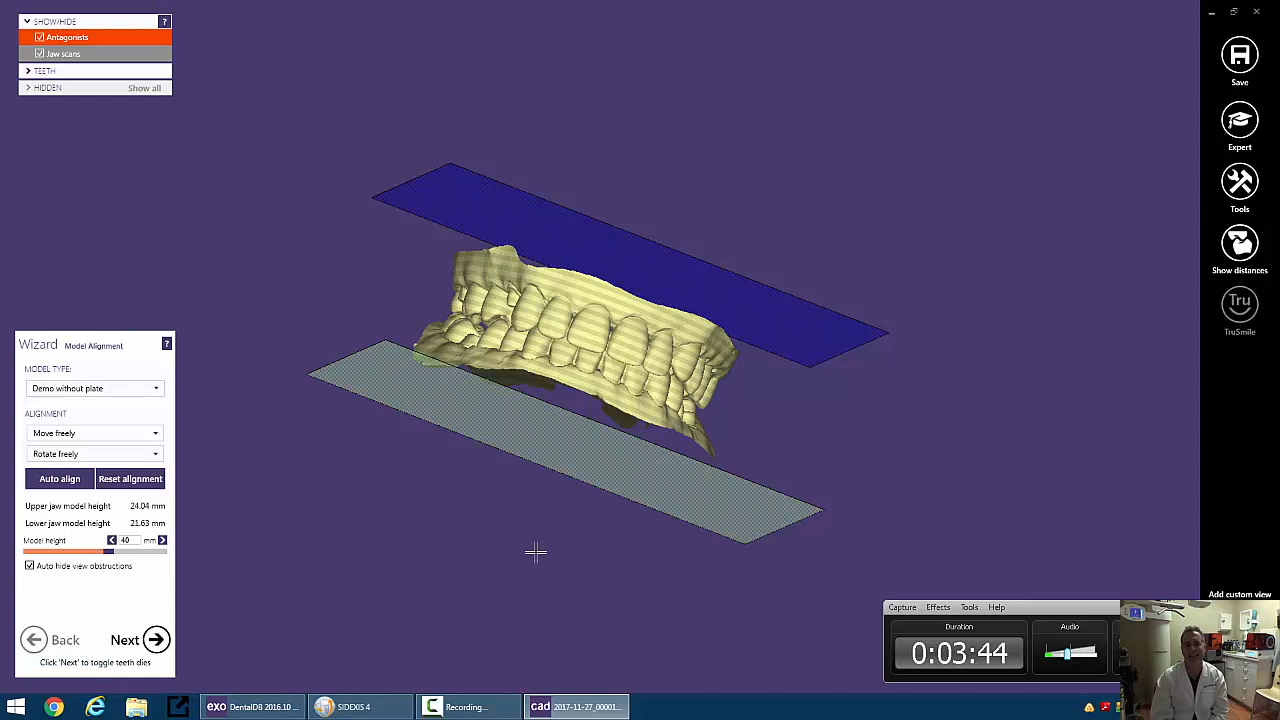 SHOW/HIDE ?
Antagonists
Jaw scans
TEETH
HIDDEN Show all
Save
Expert
Tools
Show distances
Tru
TruSmile
Wizard Model Alignment ?
MODEL TYPE:
Demo without plate
ALIGNMENT
Move freely
Rotate freely
Auto align Reset alignment
Upper jaw model height 24.04 mm
Lower jaw model height 21.63 mm
Model height 40 mm
Auto hide view obstructions
Back Next
Click 'Next' to toggle teeth dies
Add custom view
Capture Effects Tools Help
Duration Audio
0:03:44
exo DentalDB 2016.10 ... SIDEXIS 4 C Recording... cad 2017-11-27_00001...